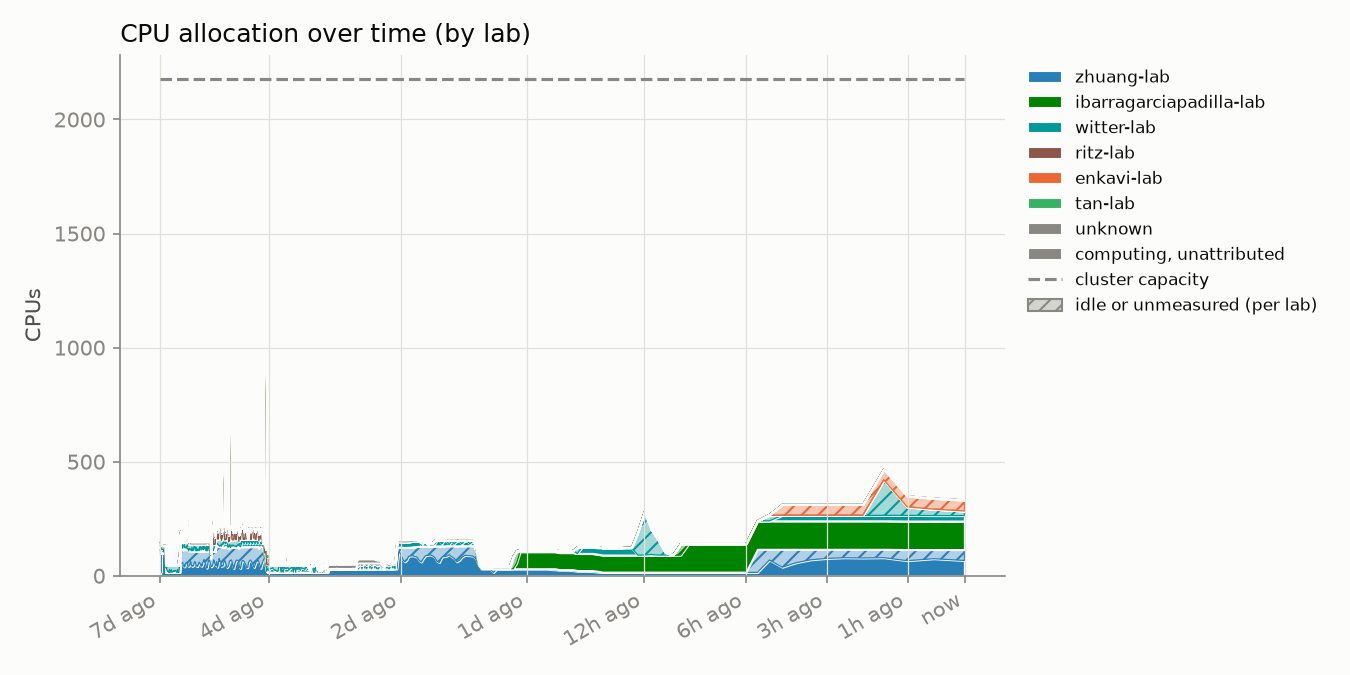 CPU allocation over time (by lab)
CPUs
2000
1500
1000
500
0
7d ago
4d ago
2d ago
1d ago
12h ago
6h ago
3h ago
1h ago
now
zhuang-lab
ibarragarciapadilla-lab
witter-lab
ritz-lab
enkavi-lab
tan-lab
unknown
computing, unattributed
cluster capacity
idle or unmeasured (per lab)